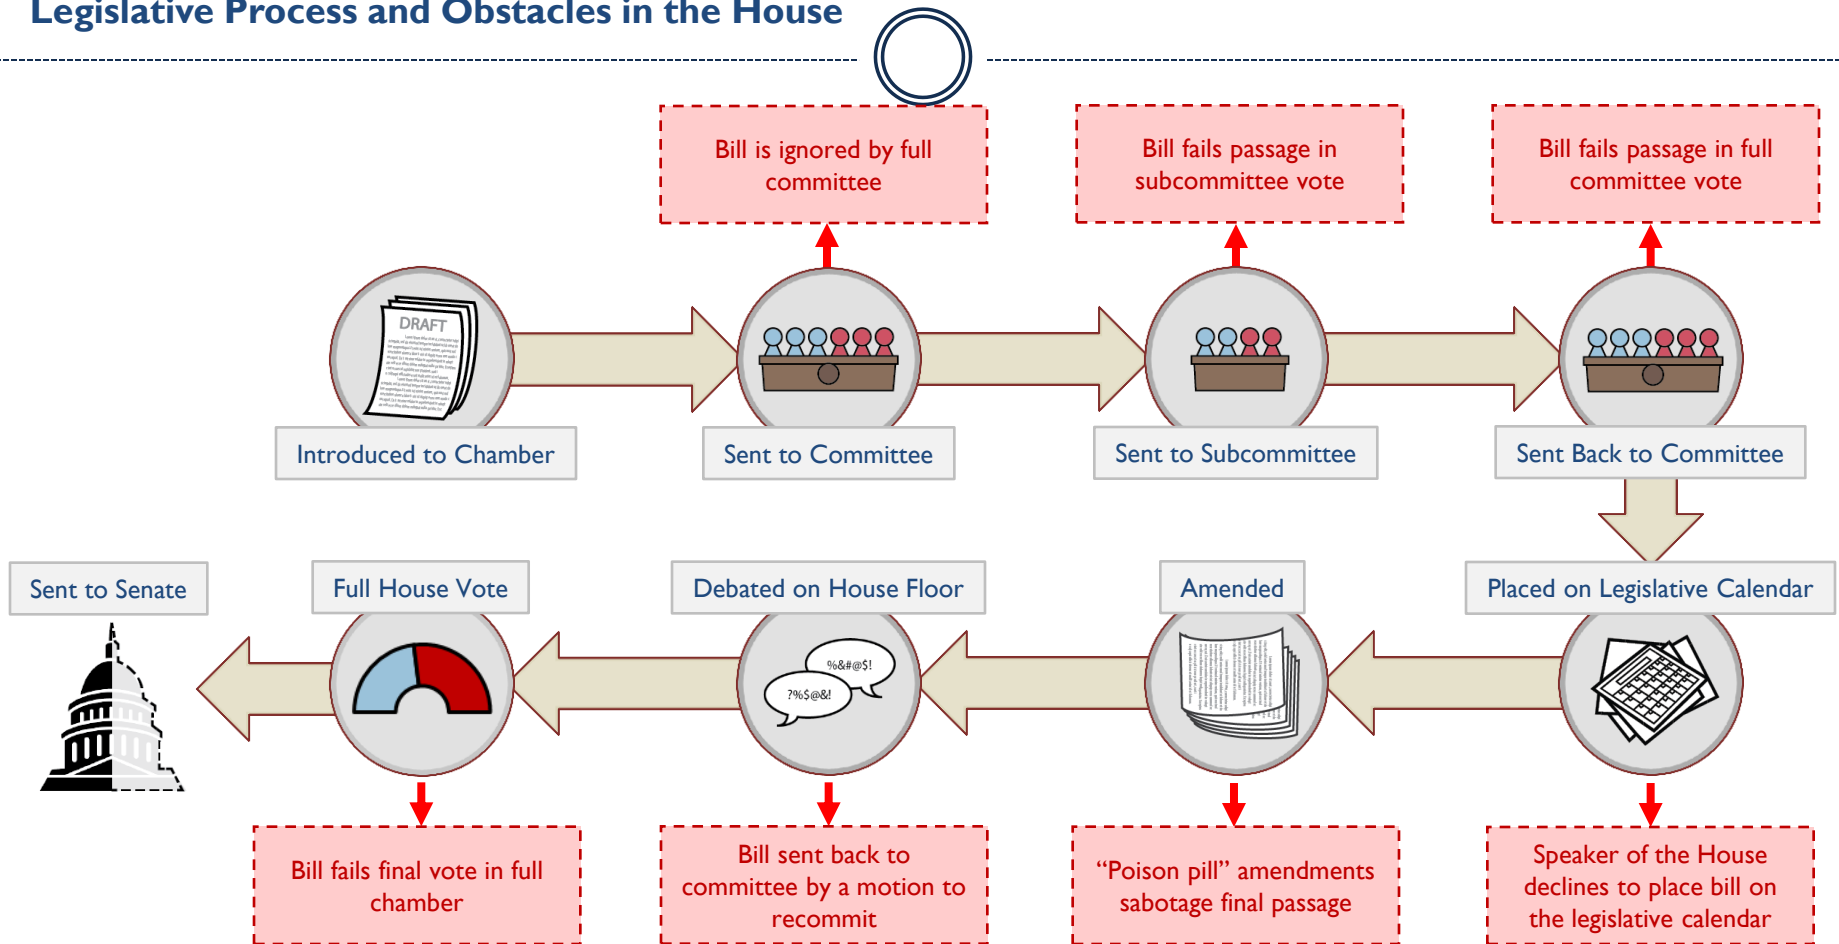 Legislative Process and Obstacles in the House
Bill is ignored by full
committee
Bill fails passage in
subcommittee vote
Bill fails passage in full
committee vote
DRAFT
Introduced to Chamber
Sent to Committee
Sent to Subcommittee
Sent Back to Committee
Sent to Senate
Full House Vote
Debated on House Floor
Amended
Placed on Legislative Calendar
%&#@$!
?%$@&!
Bill fails final vote in full
chamber
Bill sent back to
committee by a motion to
recommit
“Poison pill” amendments
sabotage final passage
Speaker of the House
declines to place bill on
the legislative calendar